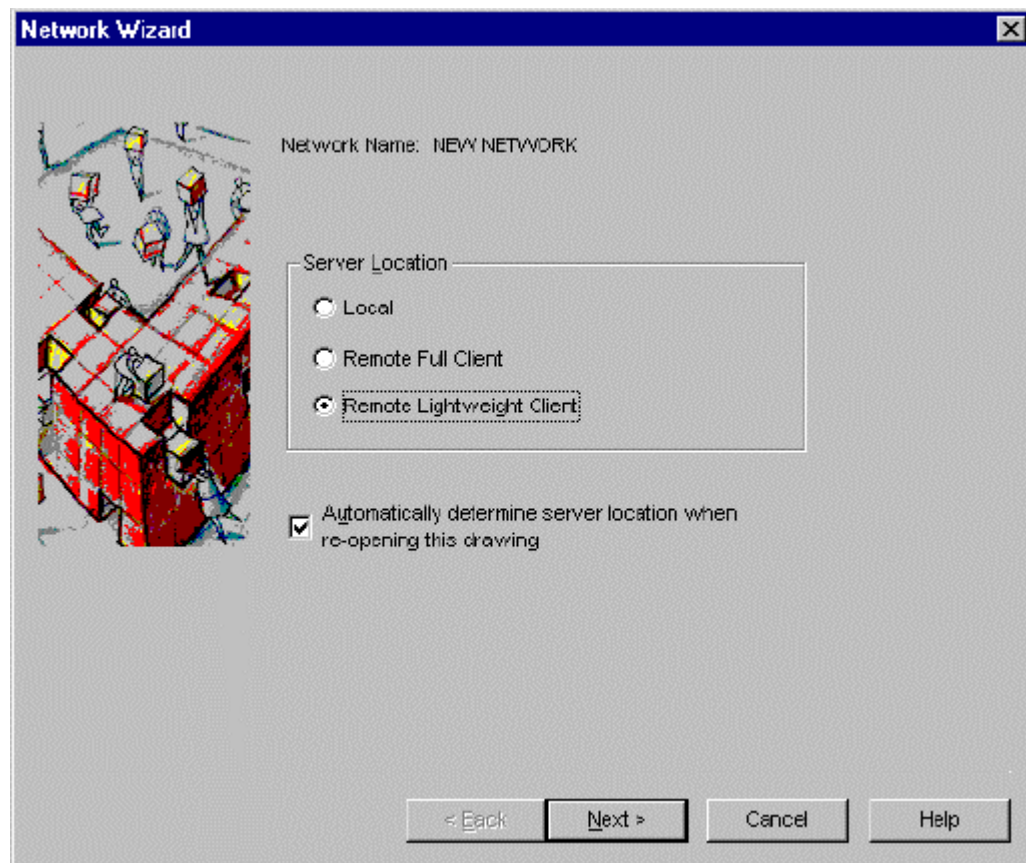 Network Wizard
Network Name: NEW NETWORK
Server Location
Local
Remote Full Client
Remote Lightweight Client
Automatically determine server location when
re-opening this drawing
< Back
Next >
Cancel
Help